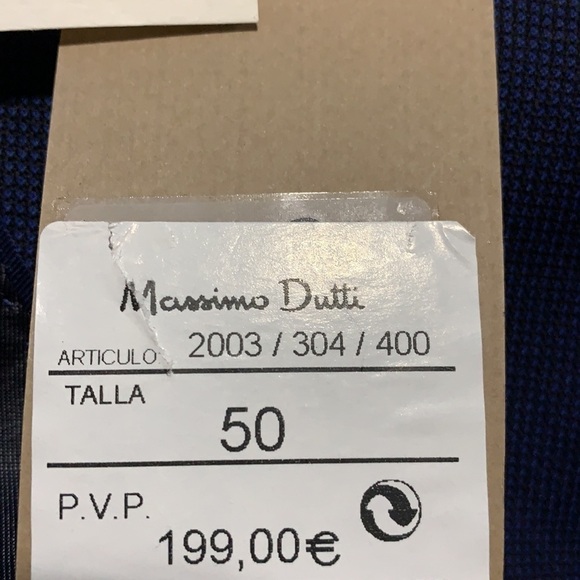 Massimo Dutti
ARTICULO 2003 / 304 / 400
TALLA
50
P.V.P.
199,00€